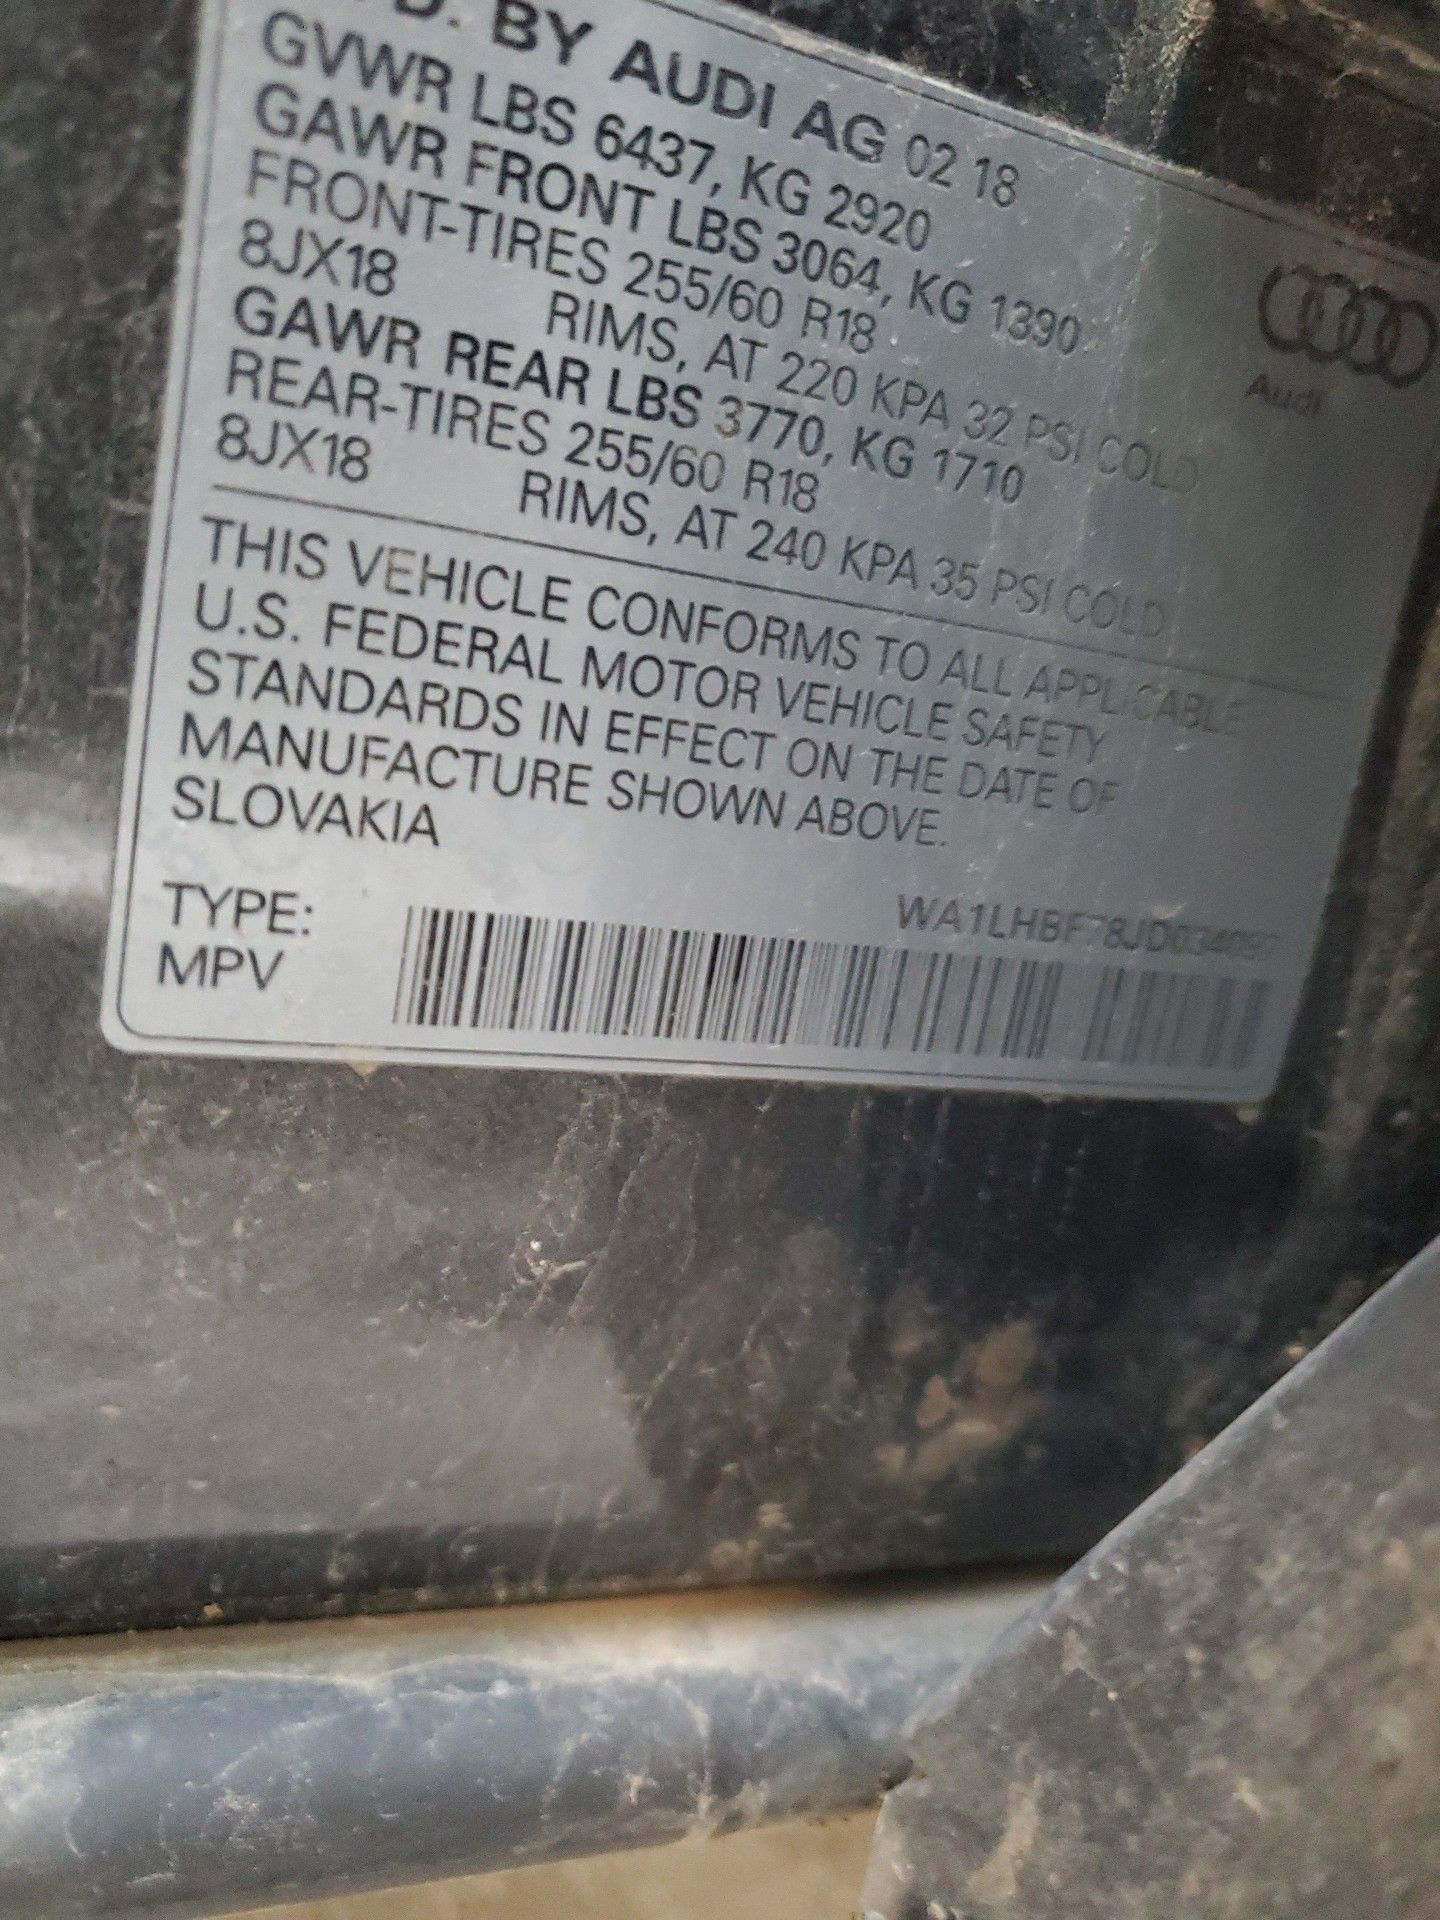 D. BY AUDI AG 02 18
GVWR LBS 6437, KG 2920
GAWR FRONT LBS 3064, KG 1390
FRONT-TIRES 255/60 R18
8JX18 RIMS, AT 220 KPA 32 PSI COLD
GAWR REAR LBS 3770, KG 1710
REAR-TIRES 255/60 R18
8JX18 RIMS, AT 240 KPA 35 PSI COLD
Audi
THIS VEHICLE CONFORMS TO ALL APPLICABLE
U.S. FEDERAL MOTOR VEHICLE SAFETY
STANDARDS IN EFFECT ON THE DATE OF
MANUFACTURE SHOWN ABOVE.
SLOVAKIA
TYPE:
MPV